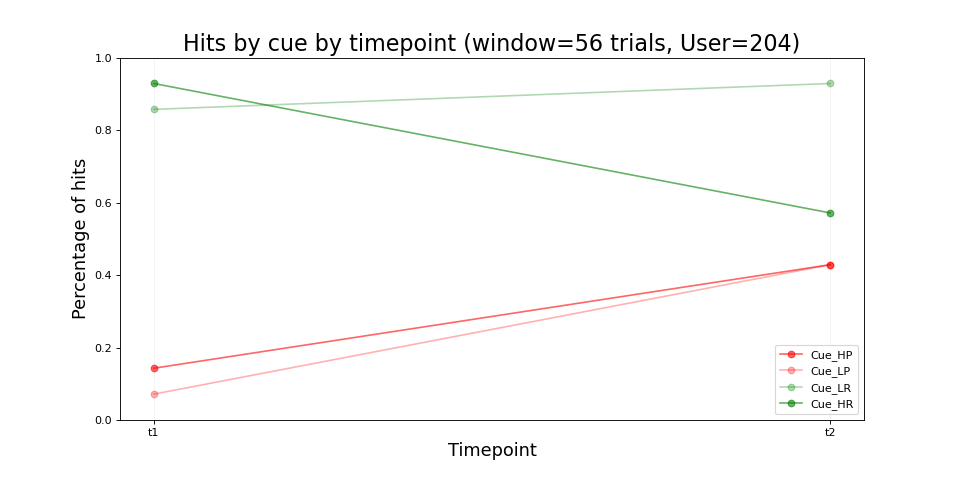 Hits by cue by timepoint (window=56 trials, User=204)
Percentage of hits
1.0
0.8
0.6
0.4
0.2
0.0
Cue_HP
Cue_LP
Cue_LR
Cue_HR
t1
t2
Timepoint